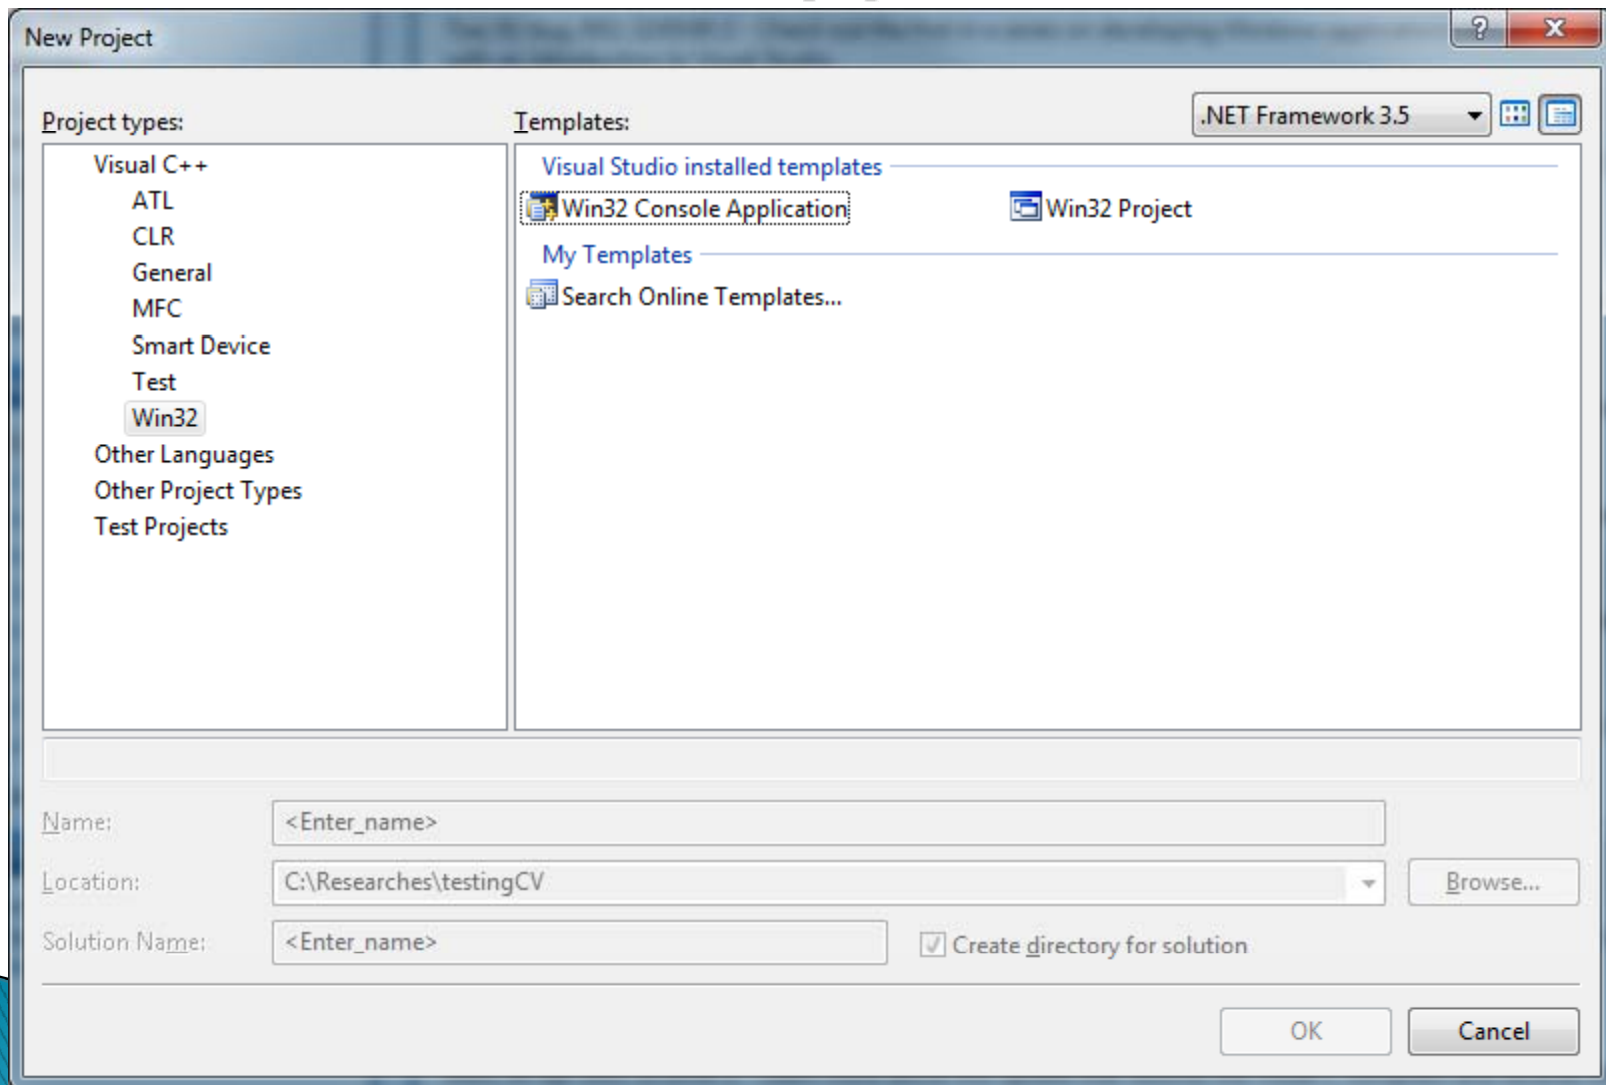 New Project
?
Project types:
Templates:
.NET Framework 3.5
Visual C++
ATL
CLR
General
MFC
Smart Device
Test
Win32
Other Languages
Other Project Types
Test Projects
Visual Studio installed templates
Win32 Console Application
Win32 Project
My Templates
Search Online Templates...
Name:
<Enter_name>
Location:
C:\Researches\testingCV
Browse...
Solution Name:
<Enter_name>
Create directory for solution
OK
Cancel